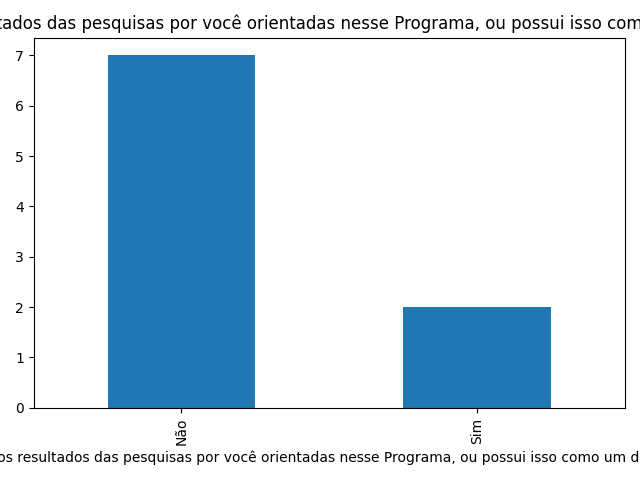 tados das pesquisas por você orientadas nesse Programa, ou possui isso com
7
6
5
4
3
2
1
0
Não
Sim
os resultados das pesquisas por você orientadas nesse Programa, ou possui isso como um d